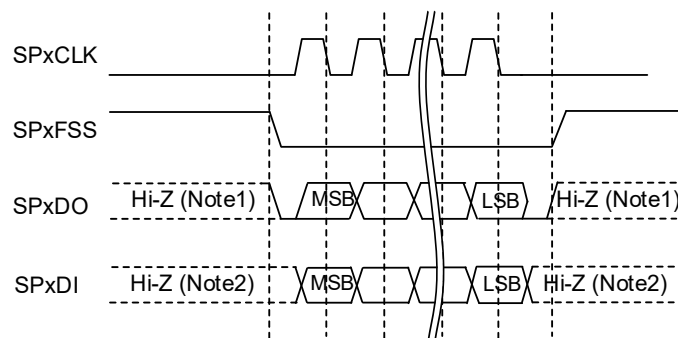 SPxCLK
SPxFSS
SPxDO Hi-Z (Note1) MSB LSB Hi-Z (Note1)
SPxDI Hi-Z (Note2) MSB LSB Hi-Z (Note2)